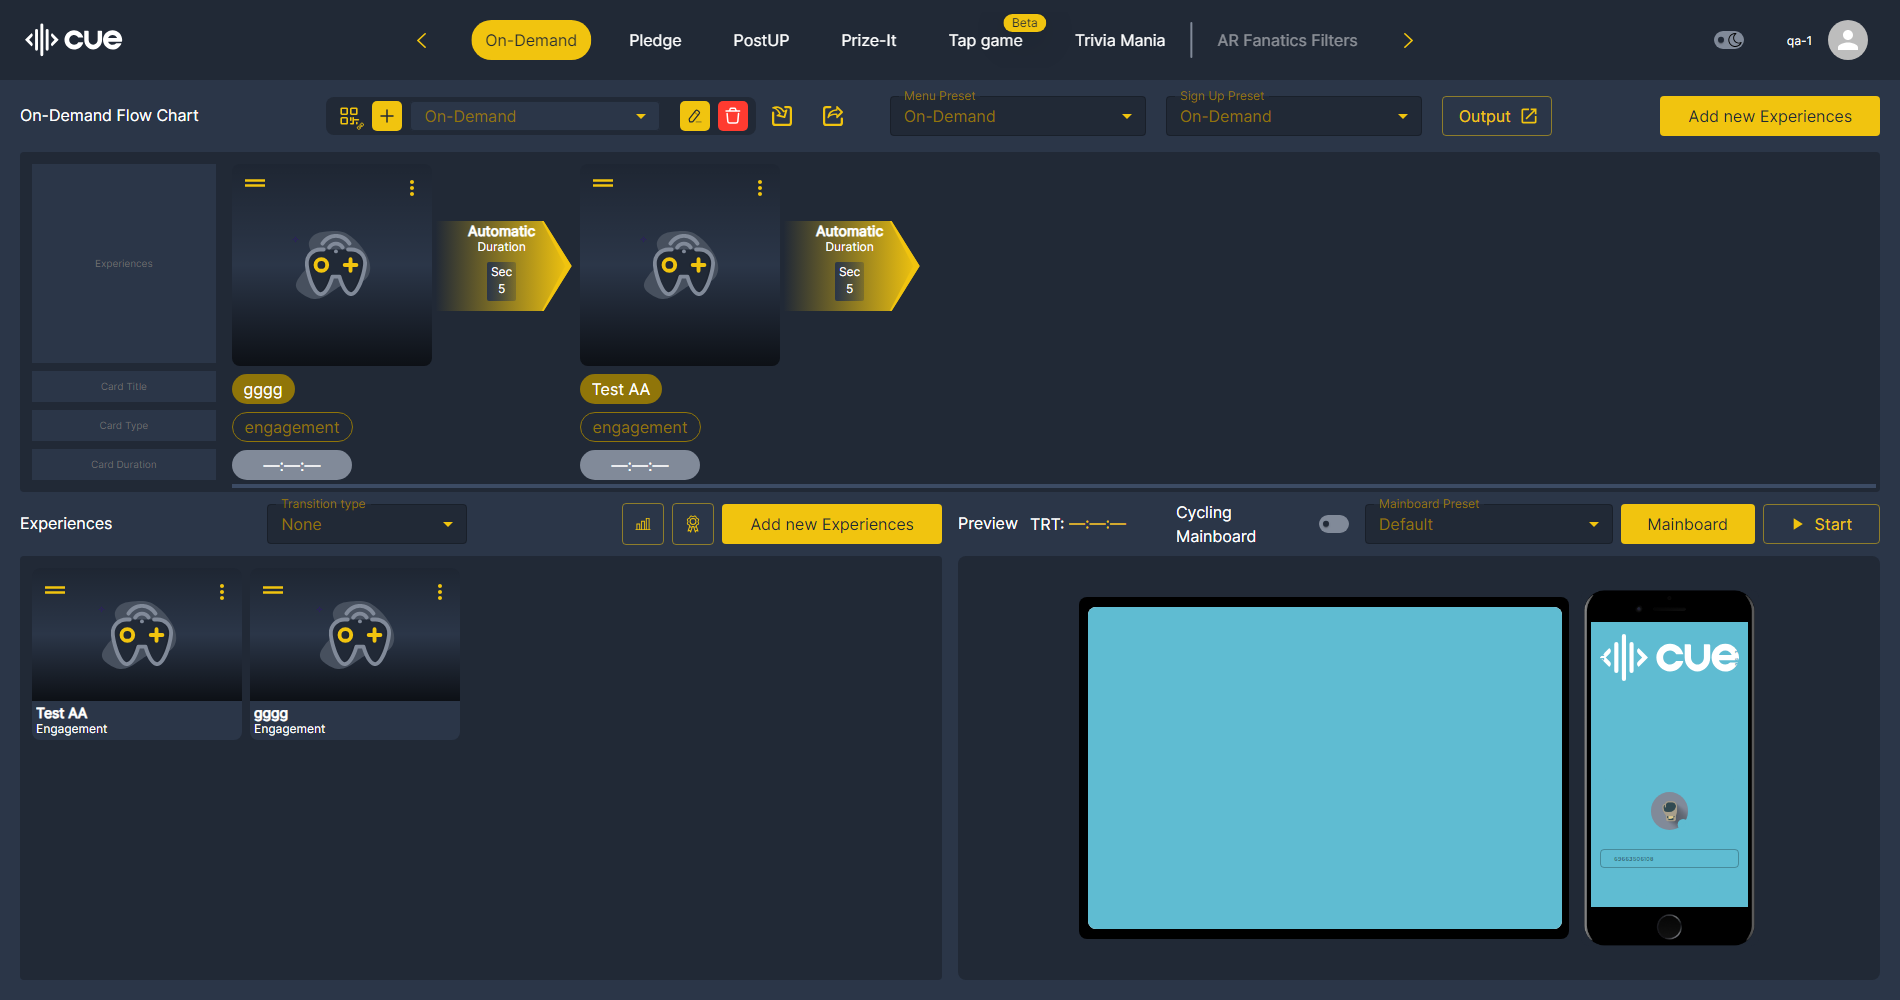 cue
On-Demand
Pledge
PostUP
Prize-It
Tap game
Beta
Trivia Mania
AR Fanatics Filters
qa-1
On-Demand Flow Chart
On-Demand
Menu Preset
On-Demand
Sign Up Preset
On-Demand
Output
Add new Experiences
Experiences
Automatic
Duration
Sec
5
Automatic
Duration
Sec
5
Card Title
gggg
Test AA
Card Type
engagement
engagement
Card Duration
—:—:—
—:—:—
Experiences
Transition type
None
Add new Experiences
Preview
TRT: —:—:—
Cycling
Mainboard
Mainboard Preset
Default
Mainboard
Start
Test AA
Engagement
gggg
Engagement
cue